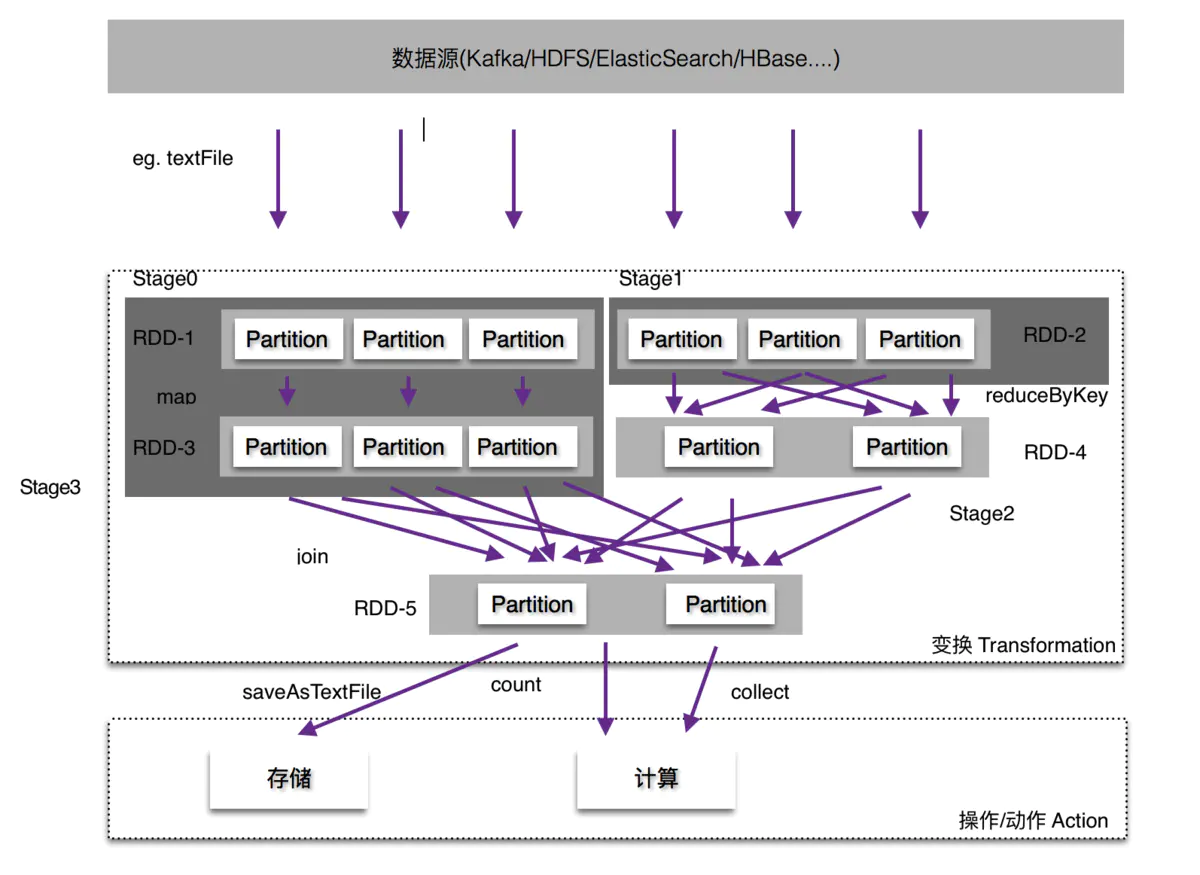 数据源(Kafka/HDFS/ElasticSearch/HBase....)
eg. textFile
Stage0
Stage1
RDD-1
Partition
Partition
Partition
Partition
Partition
Partition
RDD-2
map
reduceByKey
RDD-3
Partition
Partition
Partition
Partition
Partition
RDD-4
Stage3
Stage2
join
RDD-5
Partition
Partition
变换 Transformation
saveAsTextFile
count
collect
存储
计算
操作/动作 Action